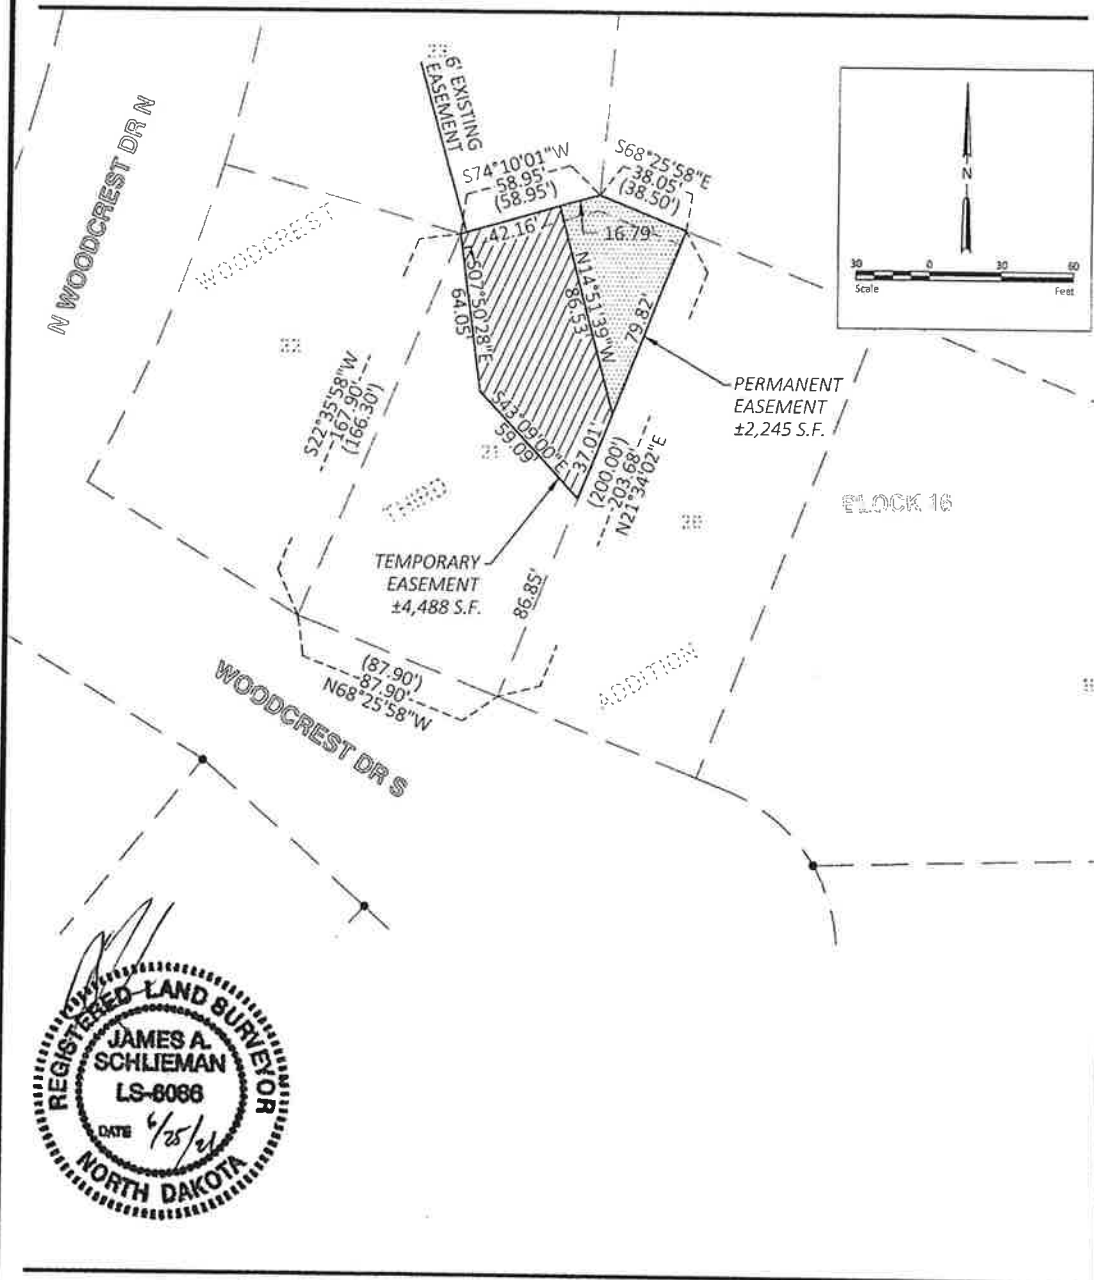 23
6' EXISTING
EASEMENT
N WOODCREST DR N
S74°10'01"W
58.95'
(58.95')
S68°25'58"E
38.05'
(38.50')
N
30 0 30 60
Scale Feet
WOODCREST
42.16'
16.79'
S07°50'28"E
64.05'
N14°51'39"W
86.53'
79.82'
22
S22°35'58"W
167.90'
(166.30')
PERMANENT
EASEMENT
±2,245 S.F.
S43°09'00"E
59.09'
37.01'
21
(200.00')
203.68'
N21°34'02"E
THIRD
20
BLOCK 16
TEMPORARY
EASEMENT
±4,488 S.F.
86.85'
(87.90')
87.90'
N68°25'58"W
ADDITION
WOODCREST DR S
REGISTERED LAND SURVEYOR
JAMES A.
SCHLIEMAN
LS-6086
DATE 6/25/21
NORTH DAKOTA